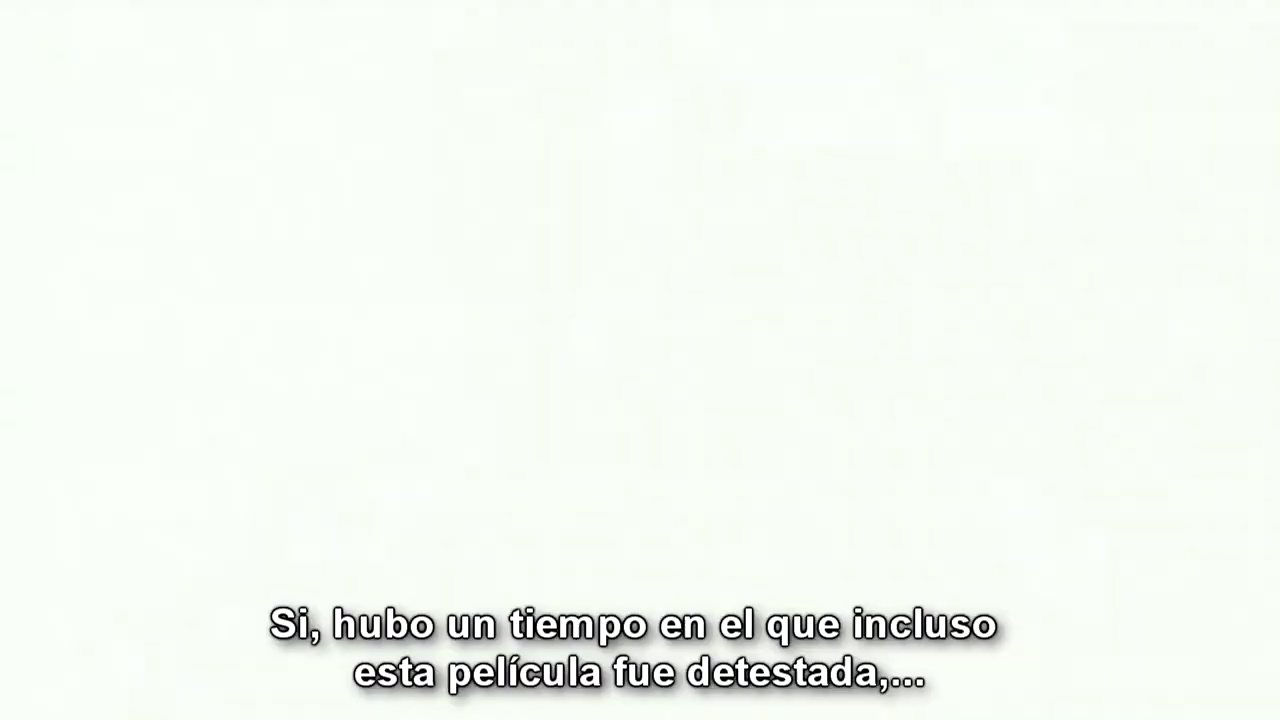 Si, hubo un tiempo en el que incluso
esta película fue detestada,...